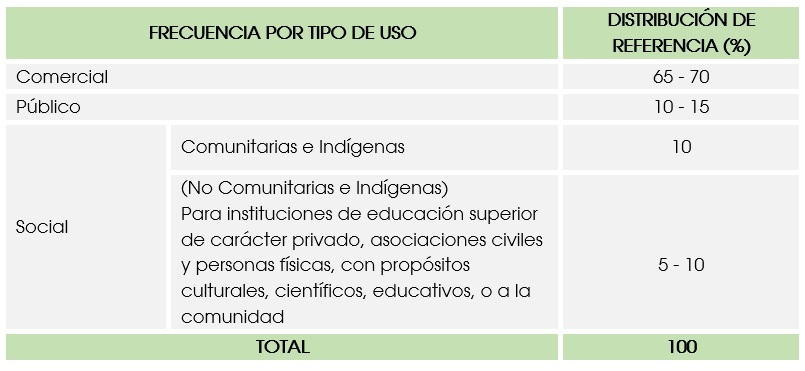 FRECUENCIA POR TIPO DE USO
DISTRIBUCIÓN DE
REFERENCIA (%)
Comercial
65 - 70
Público
10 - 15
Social
Comunitarias e Indígenas
10
(No Comunitarias e Indígenas)
Para instituciones de educación superior
de carácter privado, asociaciones civiles
y personas físicas, con propósitos
culturales, científicos, educativos, o a la
comunidad
5 - 10
TOTAL
100